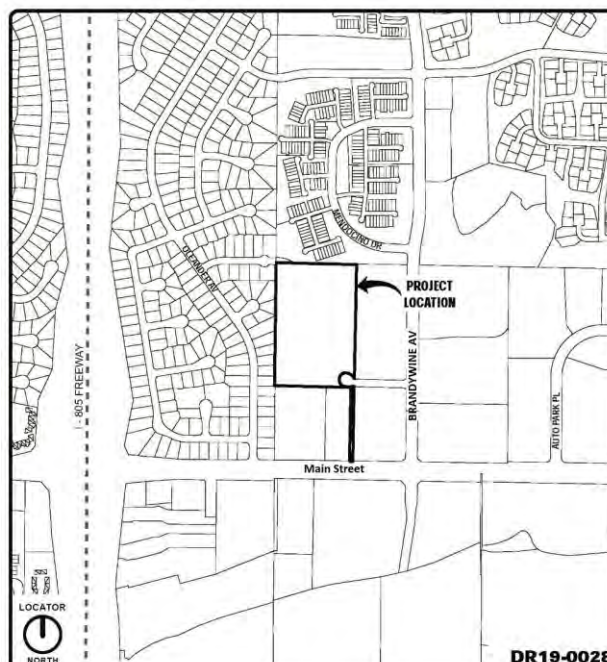 MENDOCINO DR
OLEANDER AV
PROJECT
LOCATION
I - 805 FREEWAY
BRANDYWINE AV
AUTO PARK PL
Main Street
LOCATOR
NORTH
DR19-0028